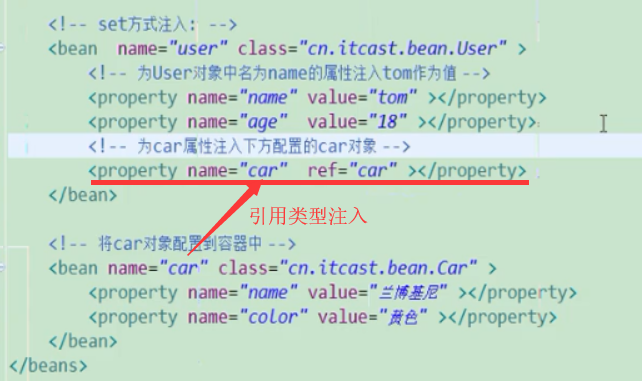 <!-- set方式注入: -->
<bean  name="user" class="cn.itcast.bean.User" >
<!-- 为User对象中名为name的属性注入tom作为值 -->
<property name="name" value="tom" ></property>
<property name="age"  value="18" ></property>
<!-- 为car属性注入下方配置的car对象 -->
<property name="car"  ref="car" ></property>
</bean>
引用类型注入
<!-- 将car对象配置到容器中 -->
<bean name="car" class="cn.itcast.bean.Car" >
<property name="name" value="兰博基尼" ></property>
<property name="color" value="黄色" ></property>
</bean>
</beans>